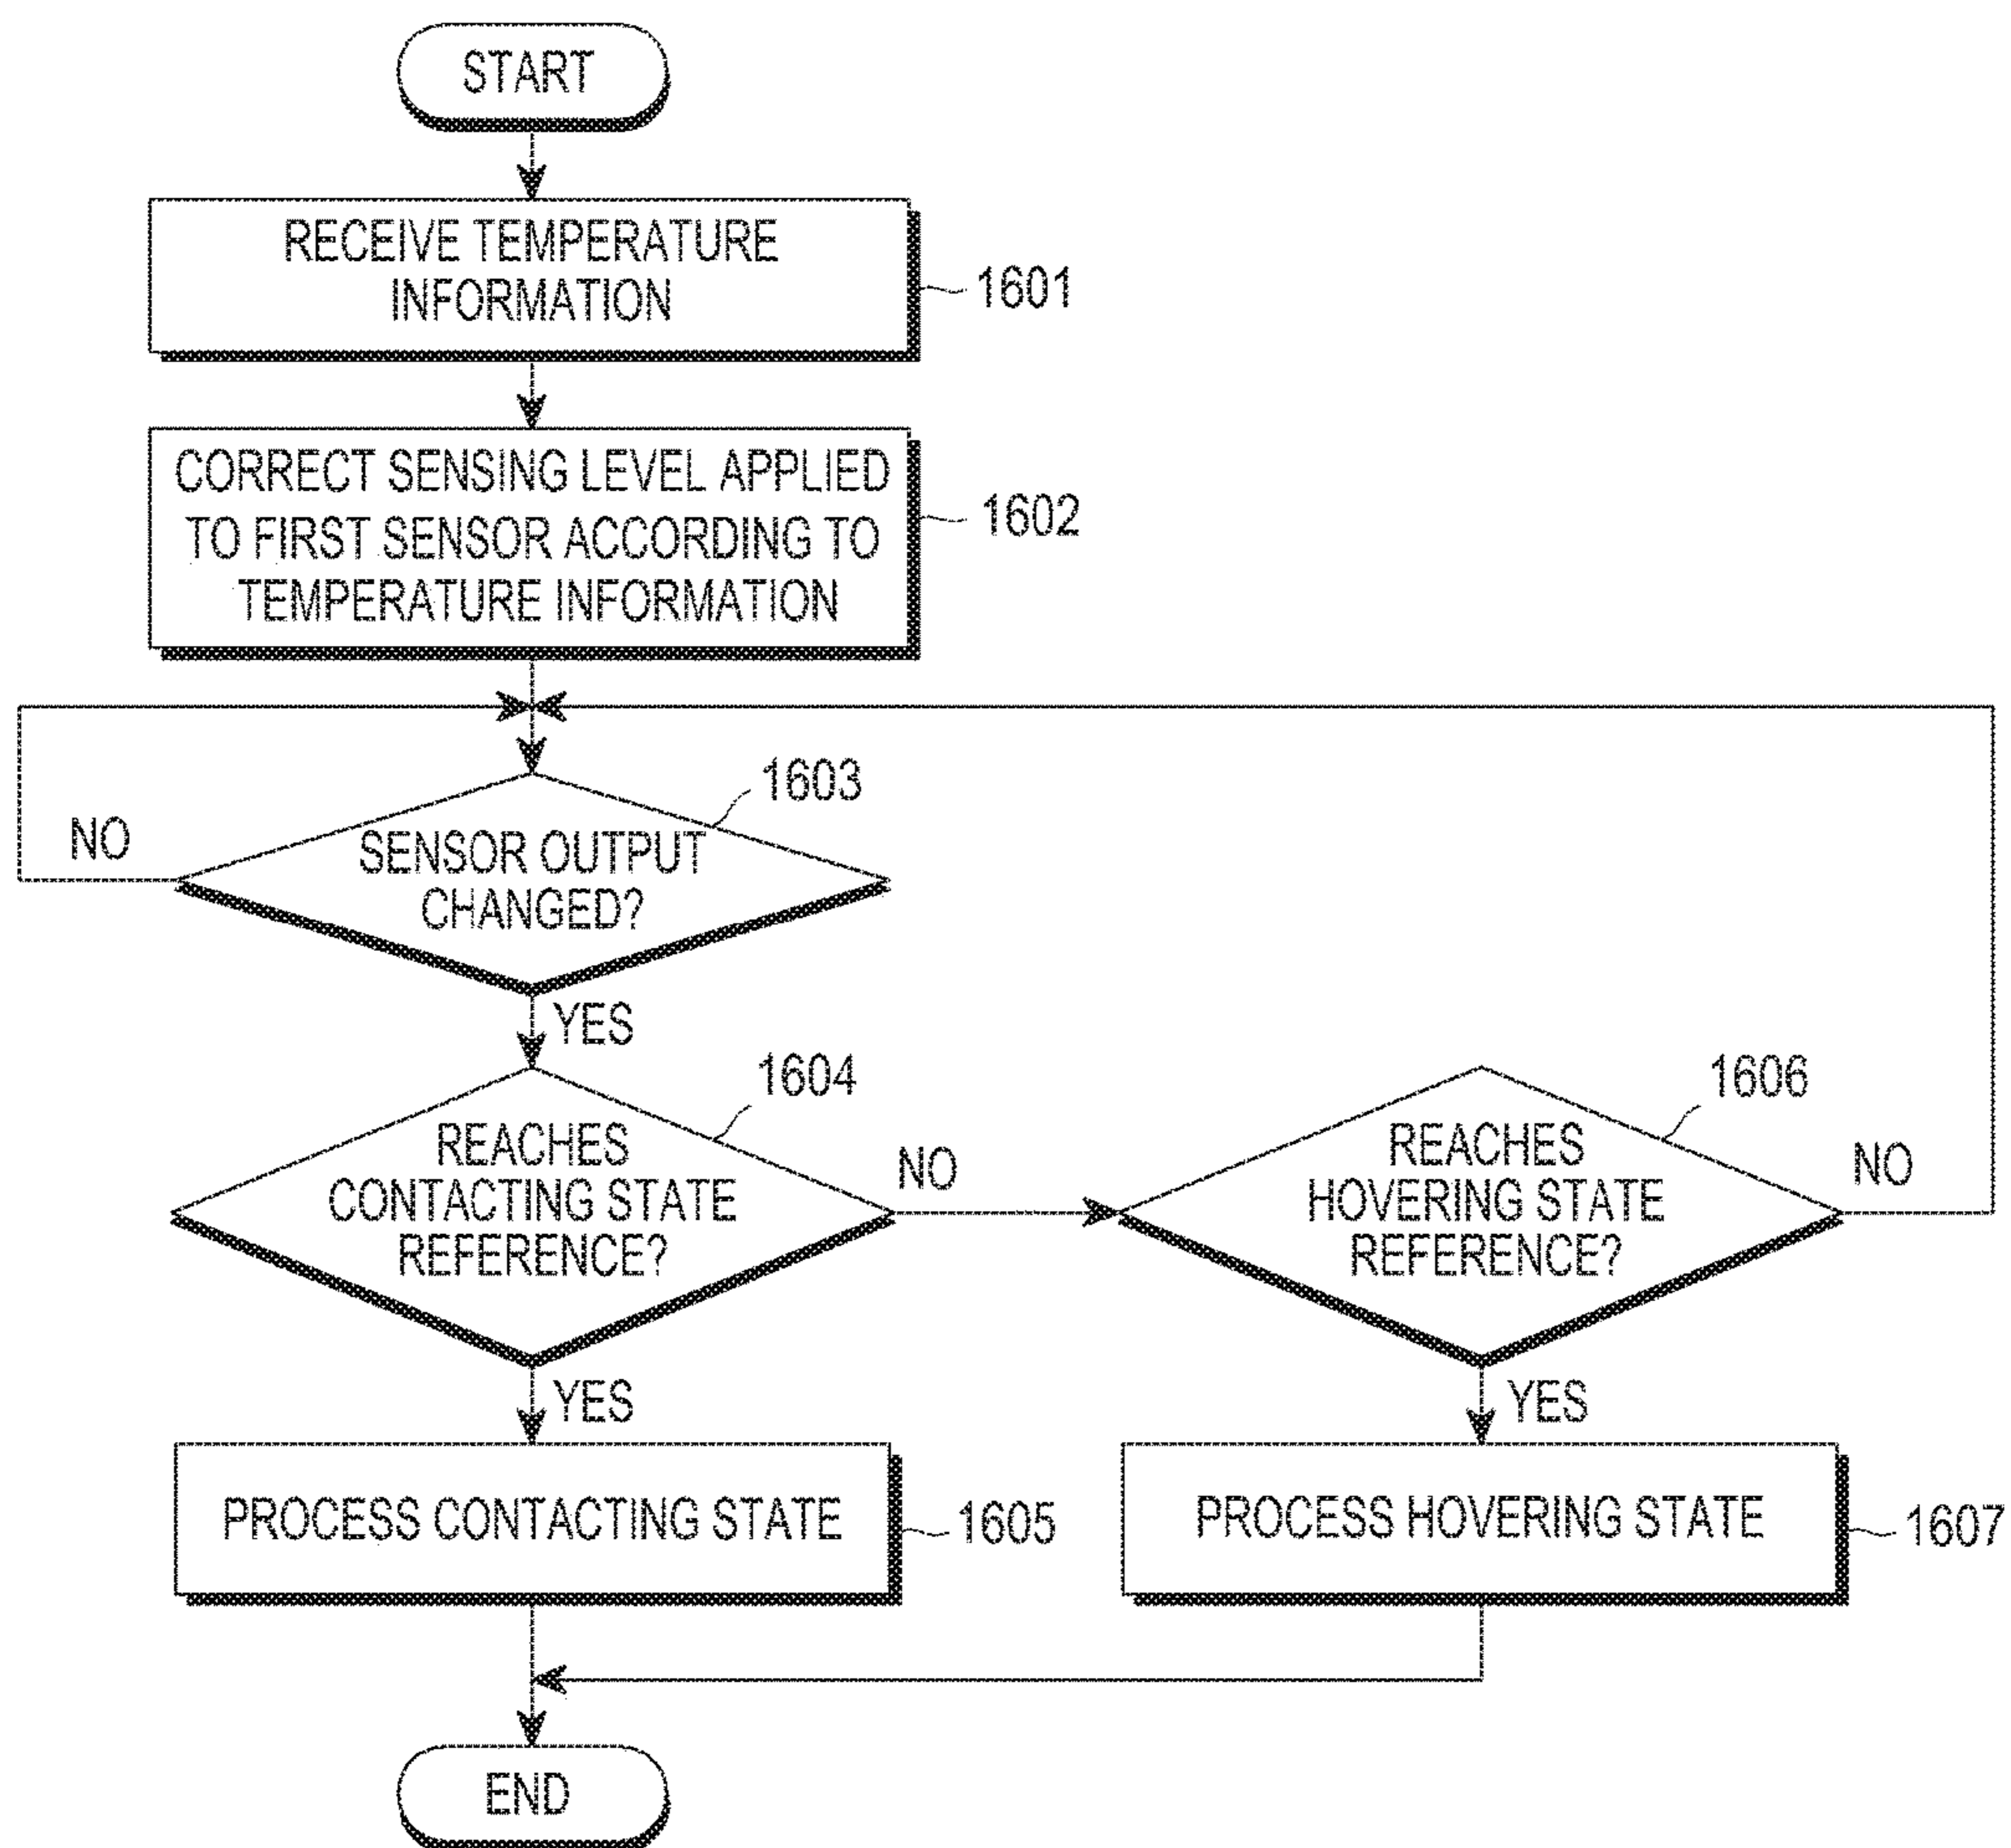 START
RECEIVE TEMPERATURE
INFORMATION
1601
CORRECT SENSING LEVEL APPLIED
TO FIRST SENSOR ACCORDING TO
TEMPERATURE INFORMATION
1602
1603
NO
SENSOR OUTPUT
CHANGED?
YES
1604
REACHES
CONTACTING STATE
REFERENCE?
NO
1606
REACHES
HOVERING STATE
REFERENCE?
NO
YES
YES
PROCESS CONTACTING STATE
1605
PROCESS HOVERING STATE
1607
END